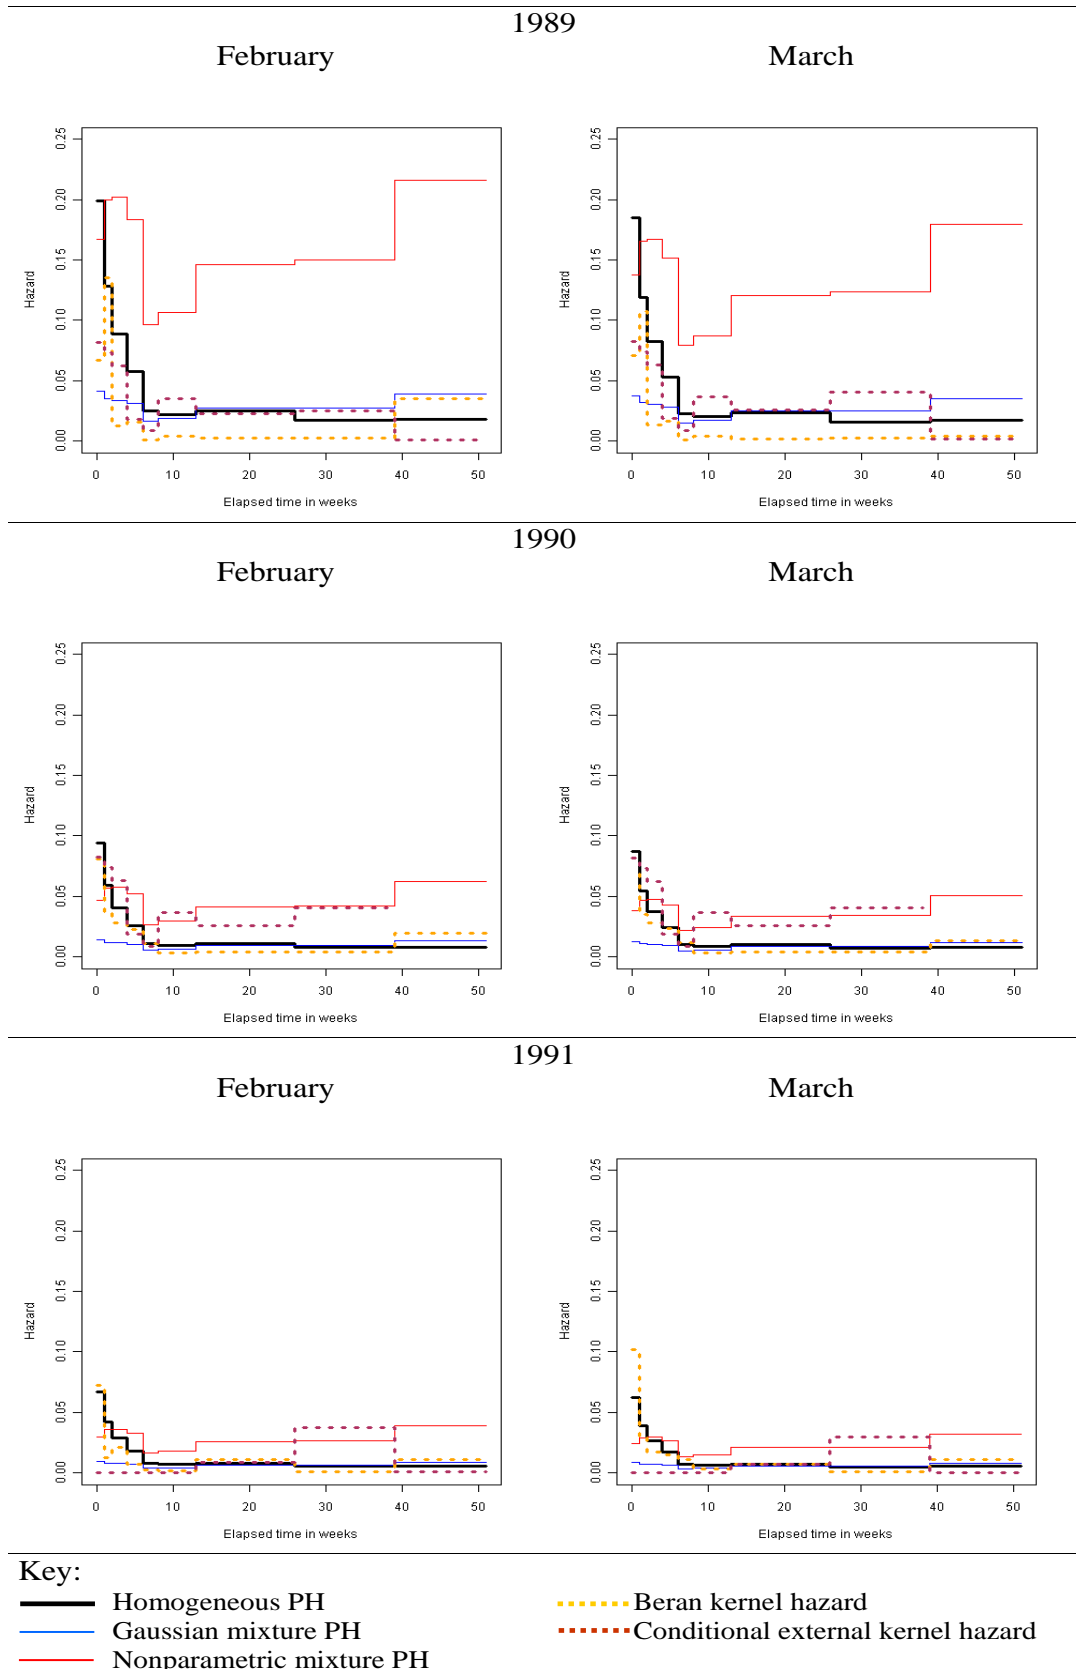 1989
February March
0.25
0.20
0.15
0.10
0.05
0.00
Hazard
0 10 20 30 40 50
Elapsed time in weeks
0.25
0.20
0.15
0.10
0.05
0.00
Hazard
0 10 20 30 40 50
Elapsed time in weeks
1990
February March
0.25
0.20
0.15
0.10
0.05
0.00
Hazard
0 10 20 30 40 50
Elapsed time in weeks
0.25
0.20
0.15
0.10
0.05
0.00
Hazard
0 10 20 30 40 50
Elapsed time in weeks
1991
February March
0.25
0.20
0.15
0.10
0.05
0.00
Hazard
0 10 20 30 40 50
Elapsed time in weeks
0.25
0.20
0.15
0.10
0.05
0.00
Hazard
0 10 20 30 40 50
Elapsed time in weeks
Key:
Homogeneous PH
Gaussian mixture PH
Nonparametric mixture PH
Beran kernel hazard
Conditional external kernel hazard